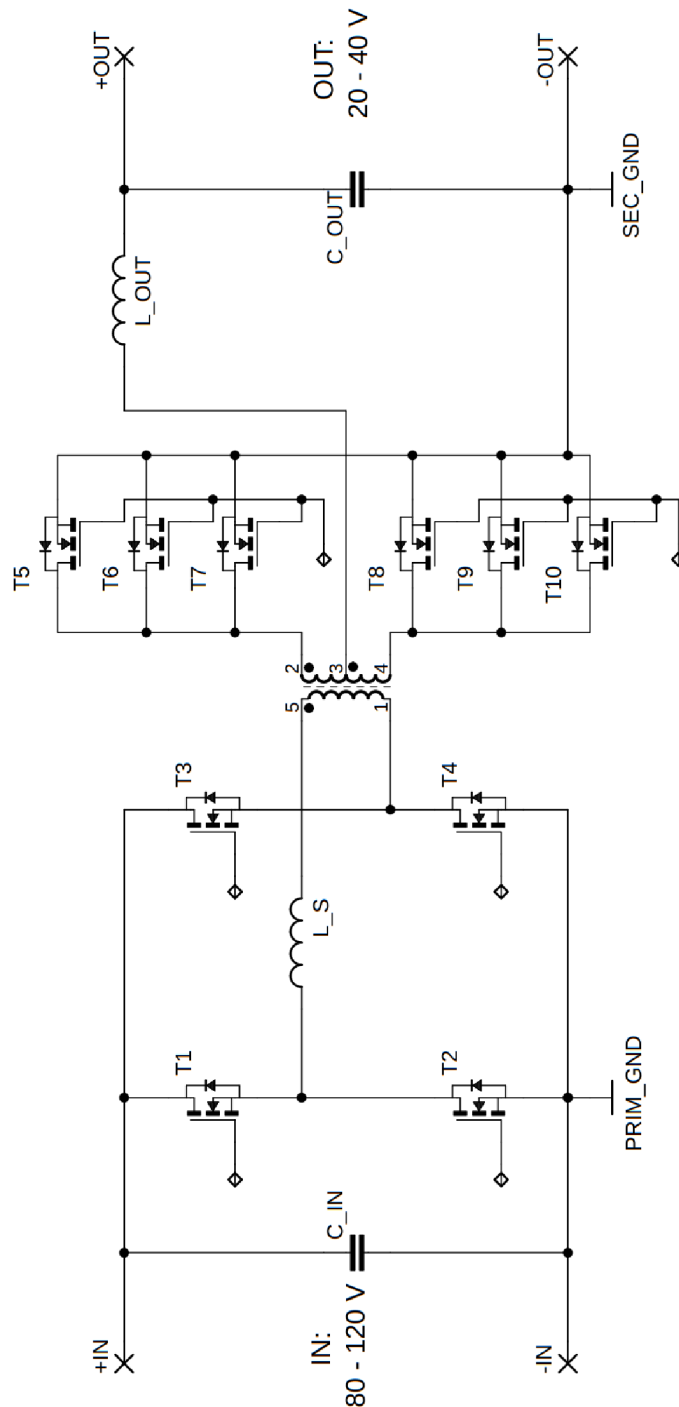 +IN
-IN
IN:
80 - 120 V
C_IN
PRIM_GND
T1
T2
L_S
T3
T4
5
1
2
3
4
T5
T6
T7
T8
T9
T10
L_OUT
C_OUT
+OUT
-OUT
OUT:
20 - 40 V
SEC_GND